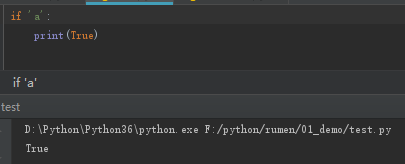 if 'a':
print(True)
if 'a'
test
D:\Python\Python36\python.exe F:/python/rumen/01_demo/test.py
True